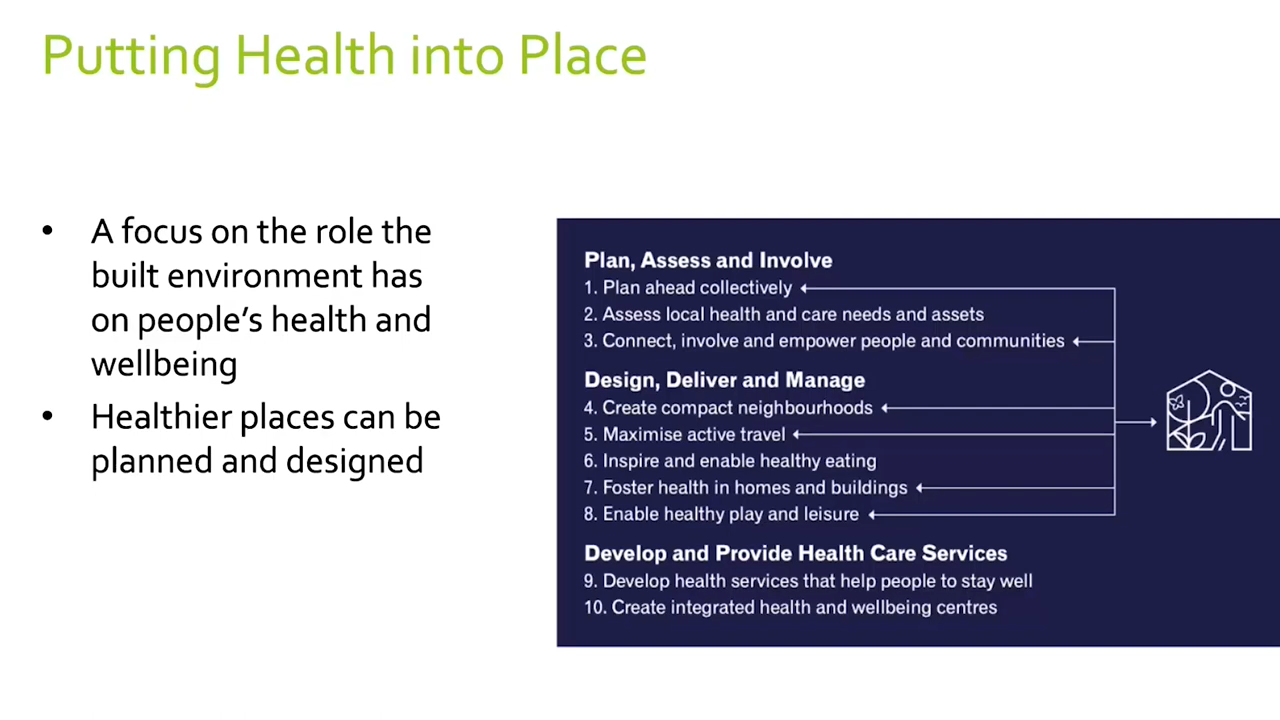 Putting Health into Place
• A focus on the role the
built environment has
on people’s health and
wellbeing
• Healthier places can be
planned and designed
Plan, Assess and Involve
1. Plan ahead collectively
2. Assess local health and care needs and assets
3. Connect, involve and empower people and communities
Design, Deliver and Manage
4. Create compact neighbourhoods
5. Maximise active travel
6. Inspire and enable healthy eating
7. Foster health in homes and buildings
8. Enable healthy play and leisure
Develop and Provide Health Care Services
9. Develop health services that help people to stay well
10. Create integrated health and wellbeing centres